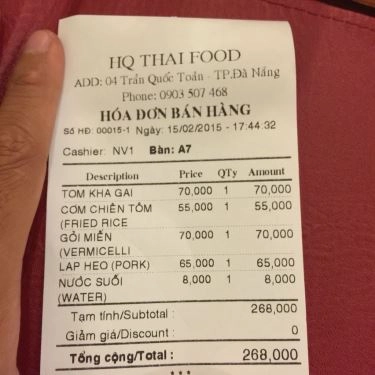 HQ THAI FOOD
ADD: 04 Trần Quốc Toản - TP.Đà Nẵng
Phone: 0903 507 468
HÓA ĐƠN BÁN HÀNG
Số HĐ: 00015-1 Ngày: 15/02/2015 - 17:44:32
Cashier: NV1 Bàn: A7
Description Price QTy Amount
TOM KHA GAI 70,000 1 70,000
CƠM CHIÊN TÔM 55,000 1 55,000
(FRIED RICE
GỎI MIẾN 70,000 1 70,000
(VERMICELLI
LAP HEO (PORK) 65,000 1 65,000
NƯỚC SUỐI 8,000 1 8,000
(WATER)
Tạm tính/Subtotal : 268,000
Giảm giá/Discount : 0
Tổng cộng/Total : 268,000
***